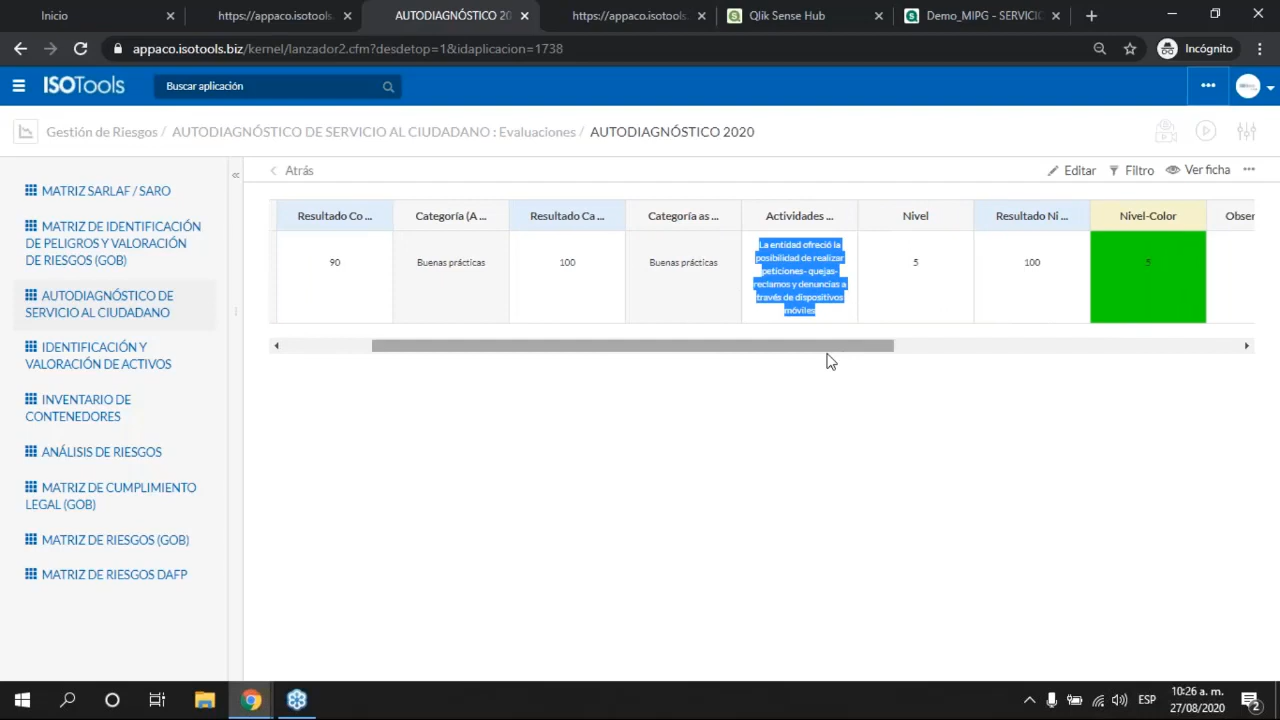 Inicio
https://appaco.isotools.
AUTODIAGNÓSTICO 20
https://appaco.isotools.
Qlik Sense Hub
Demo_MIPG - SERVICIO
appaco.isotools.biz/kernel/lanzador2.cfm?desdetop=1&idaplicacion=1738
Incógnito
ISOTools
Buscar aplicación
Gestión de Riesgos / AUTODIAGNÓSTICO DE SERVICIO AL CIUDADANO : Evaluaciones / AUTODIAGNÓSTICO 2020
MATRIZ SARLAF / SARO
MATRIZ DE IDENTIFICACIÓN
DE PELIGROS Y VALORACIÓN
DE RIESGOS (GOB)
AUTODIAGNÓSTICO DE
SERVICIO AL CIUDADANO
IDENTIFICACIÓN Y
VALORACIÓN DE ACTIVOS
INVENTARIO DE
CONTENEDORES
ANÁLISIS DE RIESGOS
MATRIZ DE CUMPLIMIENTO
LEGAL (GOB)
MATRIZ DE RIESGOS (GOB)
MATRIZ DE RIESGOS DAFP
Atrás
Editar
Filtro
Ver ficha
Resultado Co ...
Categoría (A ...
Resultado Ca ...
Categoría as ...
Actividades ...
Nivel
Resultado Ni ...
Nivel-Color
Obser
90
Buenas prácticas
100
Buenas prácticas
La entidad ofreció la
posibilidad de realizar
peticiones- quejas-
reclamos y denuncias a
través de dispositivos
móviles
5
100
5
ESP
10:26 a. m.
27/08/2020
2